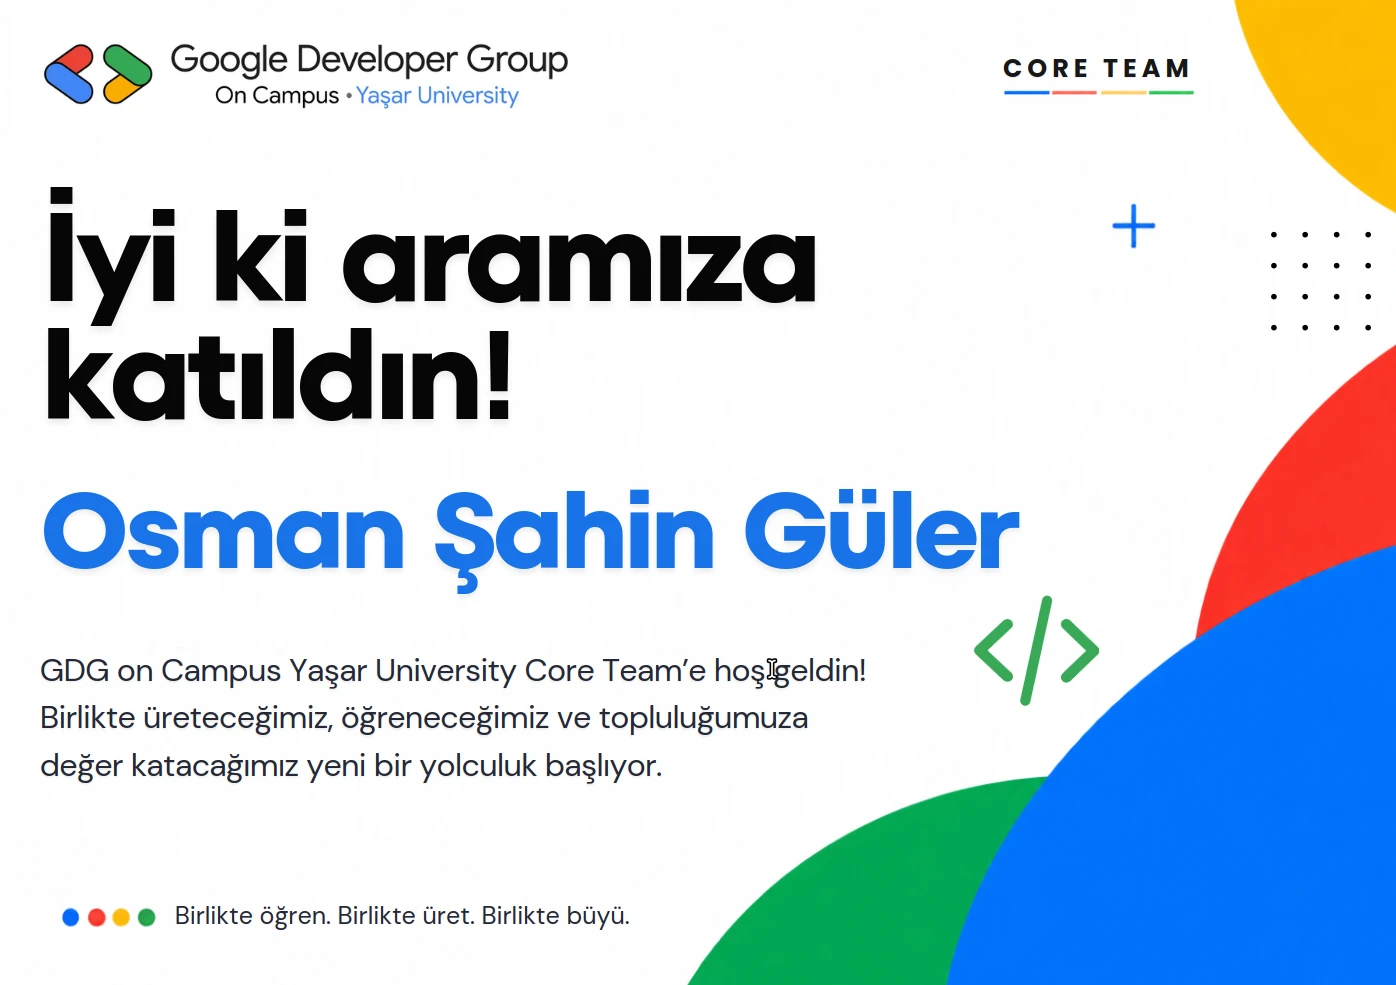 Google Developer Group
On Campus • Yaşar University
CORE TEAM
İyi ki aramıza
katıldın!
Osman Şahin Güler
</>
GDG on Campus Yaşar University Core Team’e hoş geldin!
Birlikte üreteceğimiz, öğreneceğimiz ve topluluğumuza
değer katacağımız yeni bir yolculuk başlıyor.
Birlikte öğren. Birlikte üret. Birlikte büyü.